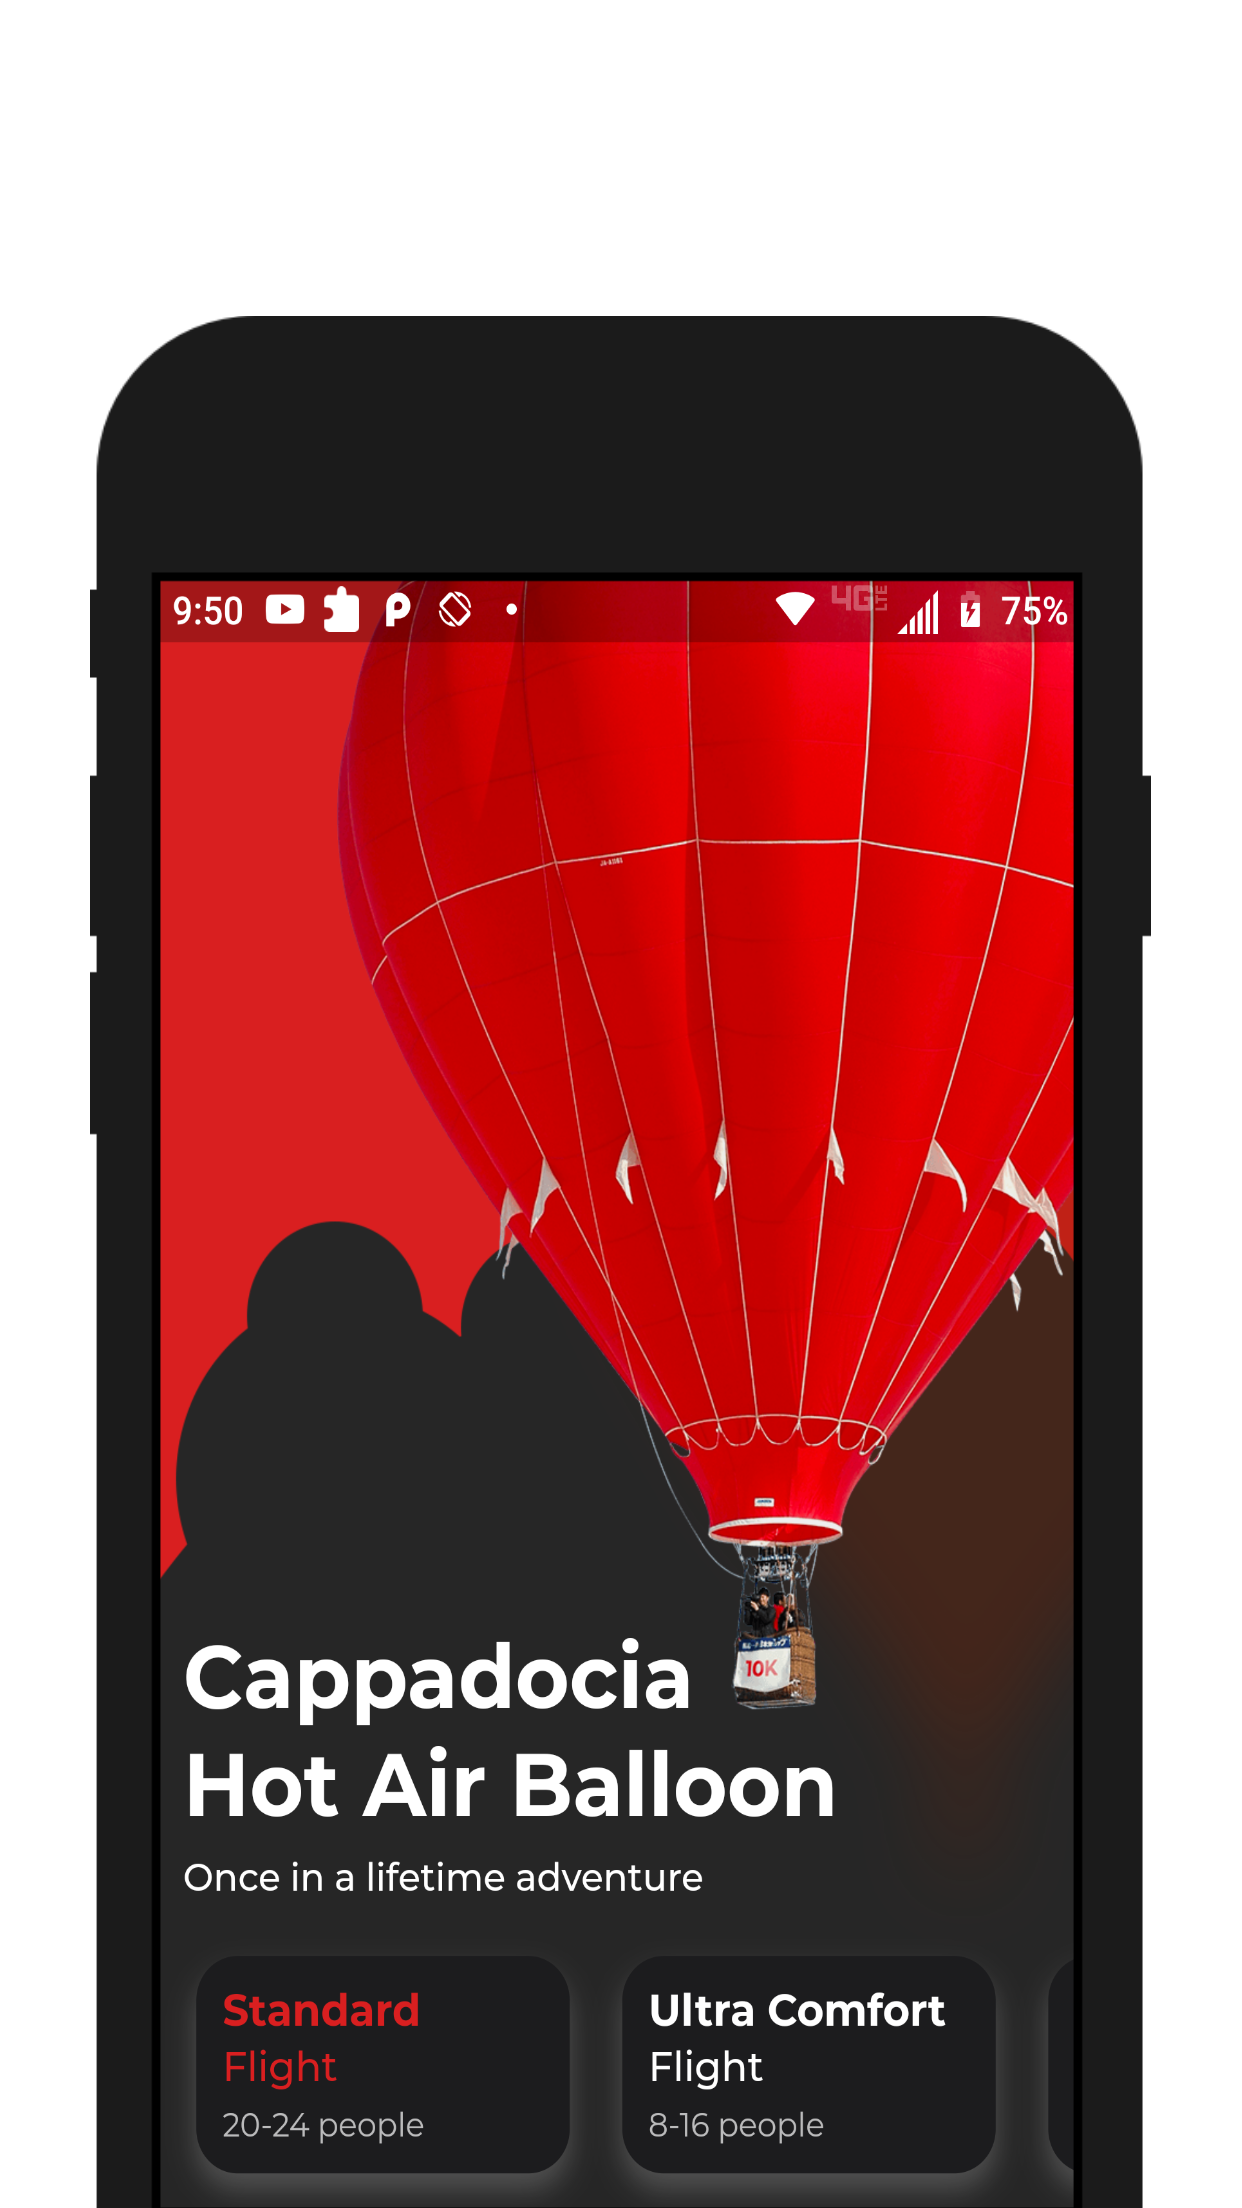 9:50
4G LTE
75%
10K
Cappadocia
Hot Air Balloon
Once in a lifetime adventure
Standard
Flight
20-24 people
Ultra Comfort
Flight
8-16 people